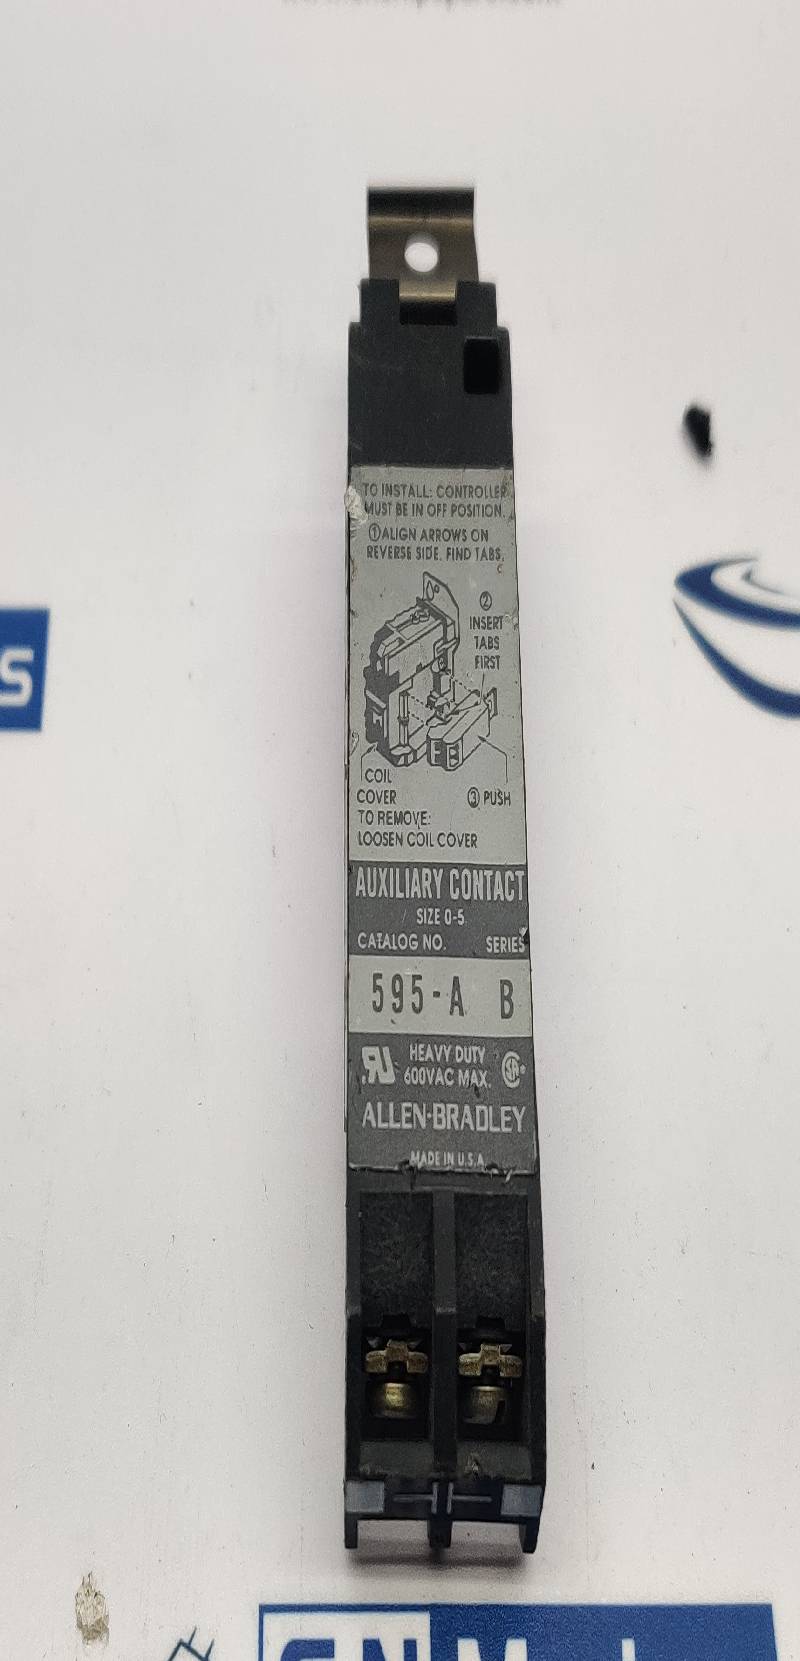 TO INSTALL: CONTROLLER
MUST BE IN OFF POSITION.
①ALIGN ARROWS ON
REVERSE SIDE. FIND TABS.
②
INSERT
TABS
FIRST
COIL
COVER
③ PUSH
TO REMOVE:
LOOSEN COIL COVER
AUXILIARY CONTACT
SIZE 0-5
CATALOG NO. SERIES
595-A B
HEAVY DUTY
600VAC MAX.
ALLEN-BRADLEY
MADE IN U.S.A.